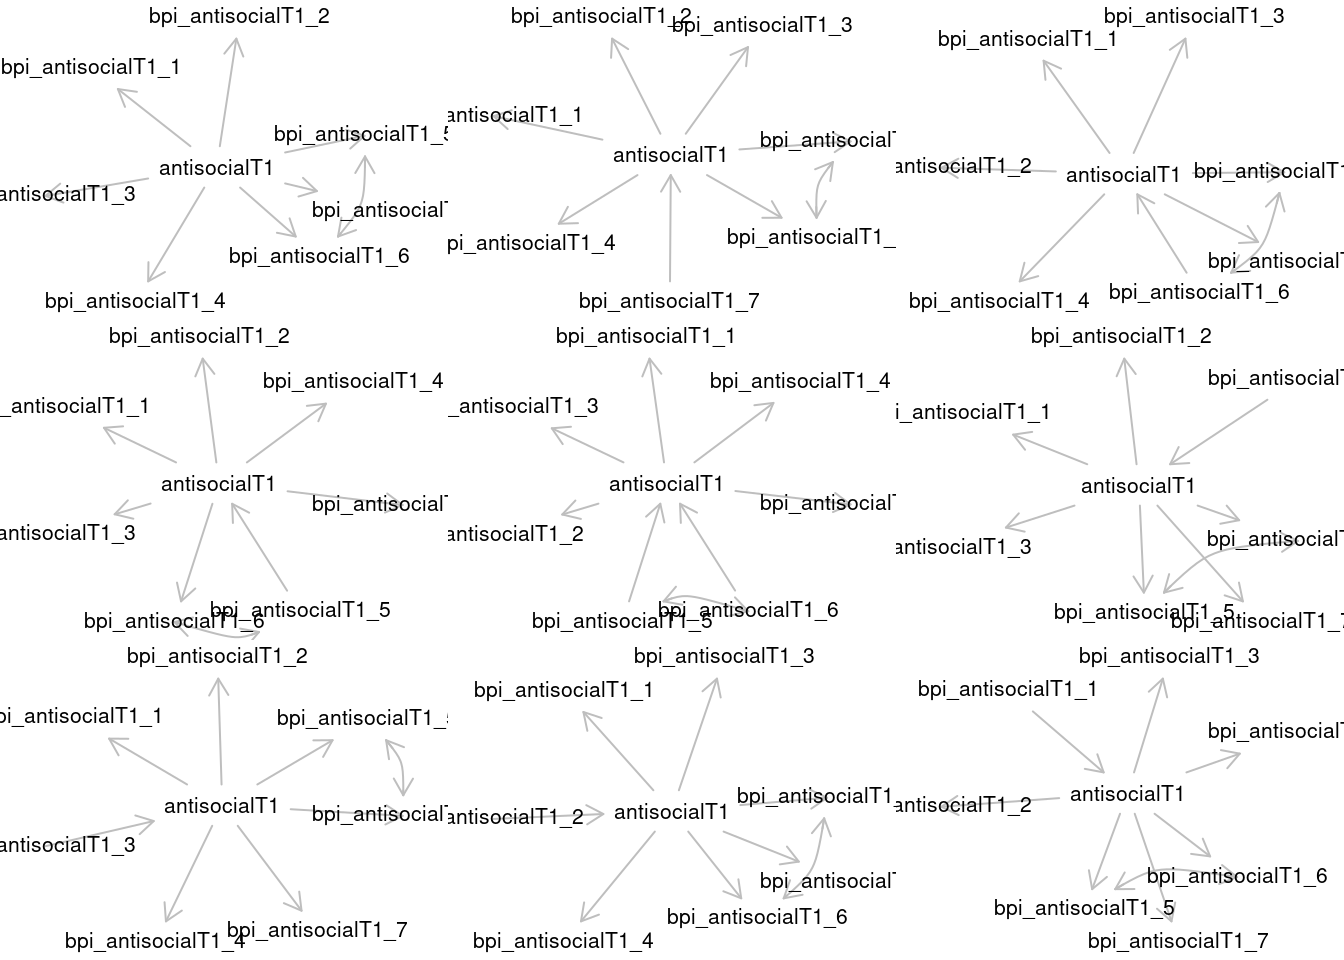 bpi_antisocialT1_2
bpi_antisocialT1_1
bpi_antisocialT1_5
antisocialT1
antisocialT1_3
bpi_antisocialT
bpi_antisocialT1_6
bpi_antisocialT1_4
bpi_antisocialT1_2
bpi_antisocialT1_3
antisocialT1_1
bpi_antisocialT
antisocialT1
bpi_antisocialT1_
pi_antisocialT1_4
bpi_antisocialT1_7
bpi_antisocialT1_3
bpi_antisocialT1_1
antisocialT1_2
antisocialT1
bpi_antisocialT1
bpi_antisocialT
bpi_antisocialT1_6
bpi_antisocialT1_4
bpi_antisocialT1_2
bpi_antisocialT1_4
_antisocialT1_1
antisocialT1
bpi_antisocialT
antisocialT1_3
bpi_antisocialT1_5
bpi_antisocialT1_6
bpi_antisocialT1_1
bpi_antisocialT1_4
_antisocialT1_3
antisocialT1
bpi_antisocialT
antisocialT1_2
bpi_antisocialT1_6
bpi_antisocialT1_5
bpi_antisocialT1_2
bpi_antisocialT
i_antisocialT1_1
antisocialT1
bpi_antisocialT
antisocialT1_3
bpi_antisocialT1_5
bpi_antisocialT1_7
bpi_antisocialT1_2
pi_antisocialT1_1
bpi_antisocialT1_5
antisocialT1
bpi_antisocialT
antisocialT1_3
bpi_antisocialT1_7
bpi_antisocialT1_4
bpi_antisocialT1_3
bpi_antisocialT1_1
bpi_antisocialT1_
antisocialT1
antisocialT1_2
bpi_antisocialT
bpi_antisocialT1_6
bpi_antisocialT1_4
bpi_antisocialT1_3
bpi_antisocialT1_1
bpi_antisocialT
antisocialT1
antisocialT1_2
bpi_antisocialT1_6
bpi_antisocialT1_5
bpi_antisocialT1_7